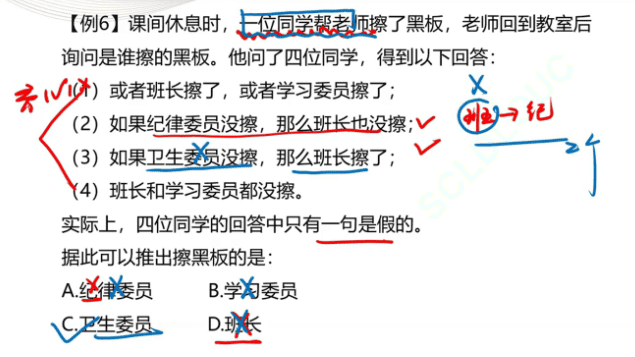 【例6】课间休息时，一位同学帮老师擦了黑板，老师回到教室后
询问是谁擦的黑板。他问了四位同学，得到以下回答：
（1）或者班长擦了，或者学习委员擦了；
（2）如果纪律委员没擦，那么班长也没擦；
（3）如果卫生委员没擦，那么班长擦了；
（4）班长和学习委员都没擦。
实际上，四位同学的回答中只有一句是假的。
据此可以推出擦黑板的是：
A.纪律委员 B.学习委员
C.卫生委员 D.班长
班→纪